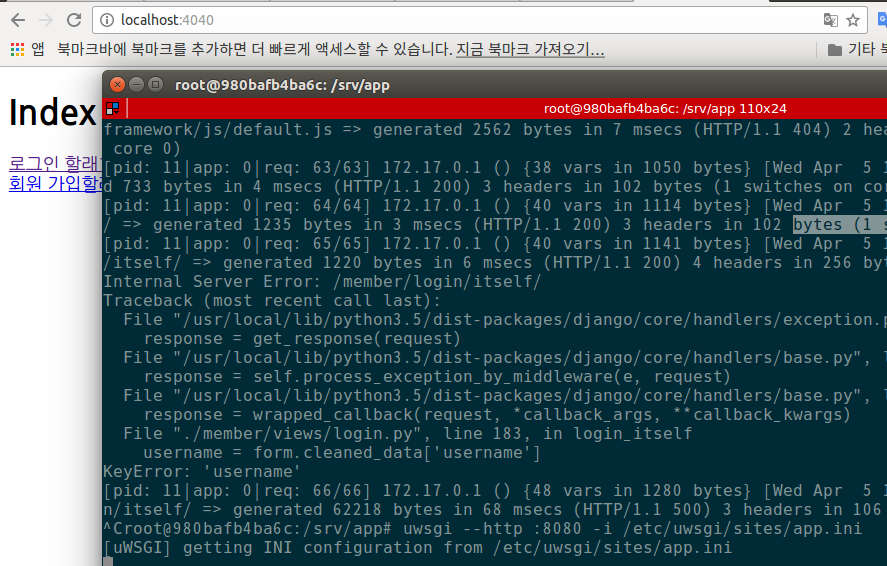 localhost:4040
앱 북마크바에 북마크를 추가하면 더 빠르게 액세스할 수 있습니다. 지금 북마크 가져오기... 기타
Index
로그인 할래
회원 가입할
root@980bafb4ba6c: /srv/app
root@980bafb4ba6c: /srv/app 110x24
framework/js/default.js => generated 2562 bytes in 7 msecs (HTTP/1.1 404) 2
core 0)
[pid: 11|app: 0|req: 63/63] 172.17.0.1 () {38 vars in 1050 bytes} [Wed Apr  5
d 733 bytes in 4 msecs (HTTP/1.1 200) 3 headers in 102 bytes (1 switches on
[pid: 11|app: 0|req: 64/64] 172.17.0.1 () {40 vars in 1114 bytes} [Wed Apr  5
/ => generated 1235 bytes in 3 msecs (HTTP/1.1 200) 3 headers in 102 bytes (1
[pid: 11|app: 0|req: 65/65] 172.17.0.1 () {40 vars in 1141 bytes} [Wed Apr  5
/itself/ => generated 1220 bytes in 6 msecs (HTTP/1.1 200) 4 headers in 256
Internal Server Error: /member/login/itself/
Traceback (most recent call last):
  File "/usr/local/lib/python3.5/dist-packages/django/core/handlers/exception.
    response = get_response(request)
  File "/usr/local/lib/python3.5/dist-packages/django/core/handlers/base.py",
    response = self.process_exception_by_middleware(e, request)
  File "/usr/local/lib/python3.5/dist-packages/django/core/handlers/base.py",
    response = wrapped_callback(request, *callback_args, **callback_kwargs)
  File "./member/views/login.py", line 183, in login_itself
    username = form.cleaned_data['username']
KeyError: 'username'
[pid: 11|app: 0|req: 66/66] 172.17.0.1 () {48 vars in 1280 bytes} [Wed Apr  5
n/itself/ => generated 62218 bytes in 68 msecs (HTTP/1.1 500) 3 headers in 106
^Croot@980bafb4ba6c:/srv/app# uwsgi --http :8080 -i /etc/uwsgi/sites/app.ini
[uWSGI] getting INI configuration from /etc/uwsgi/sites/app.ini